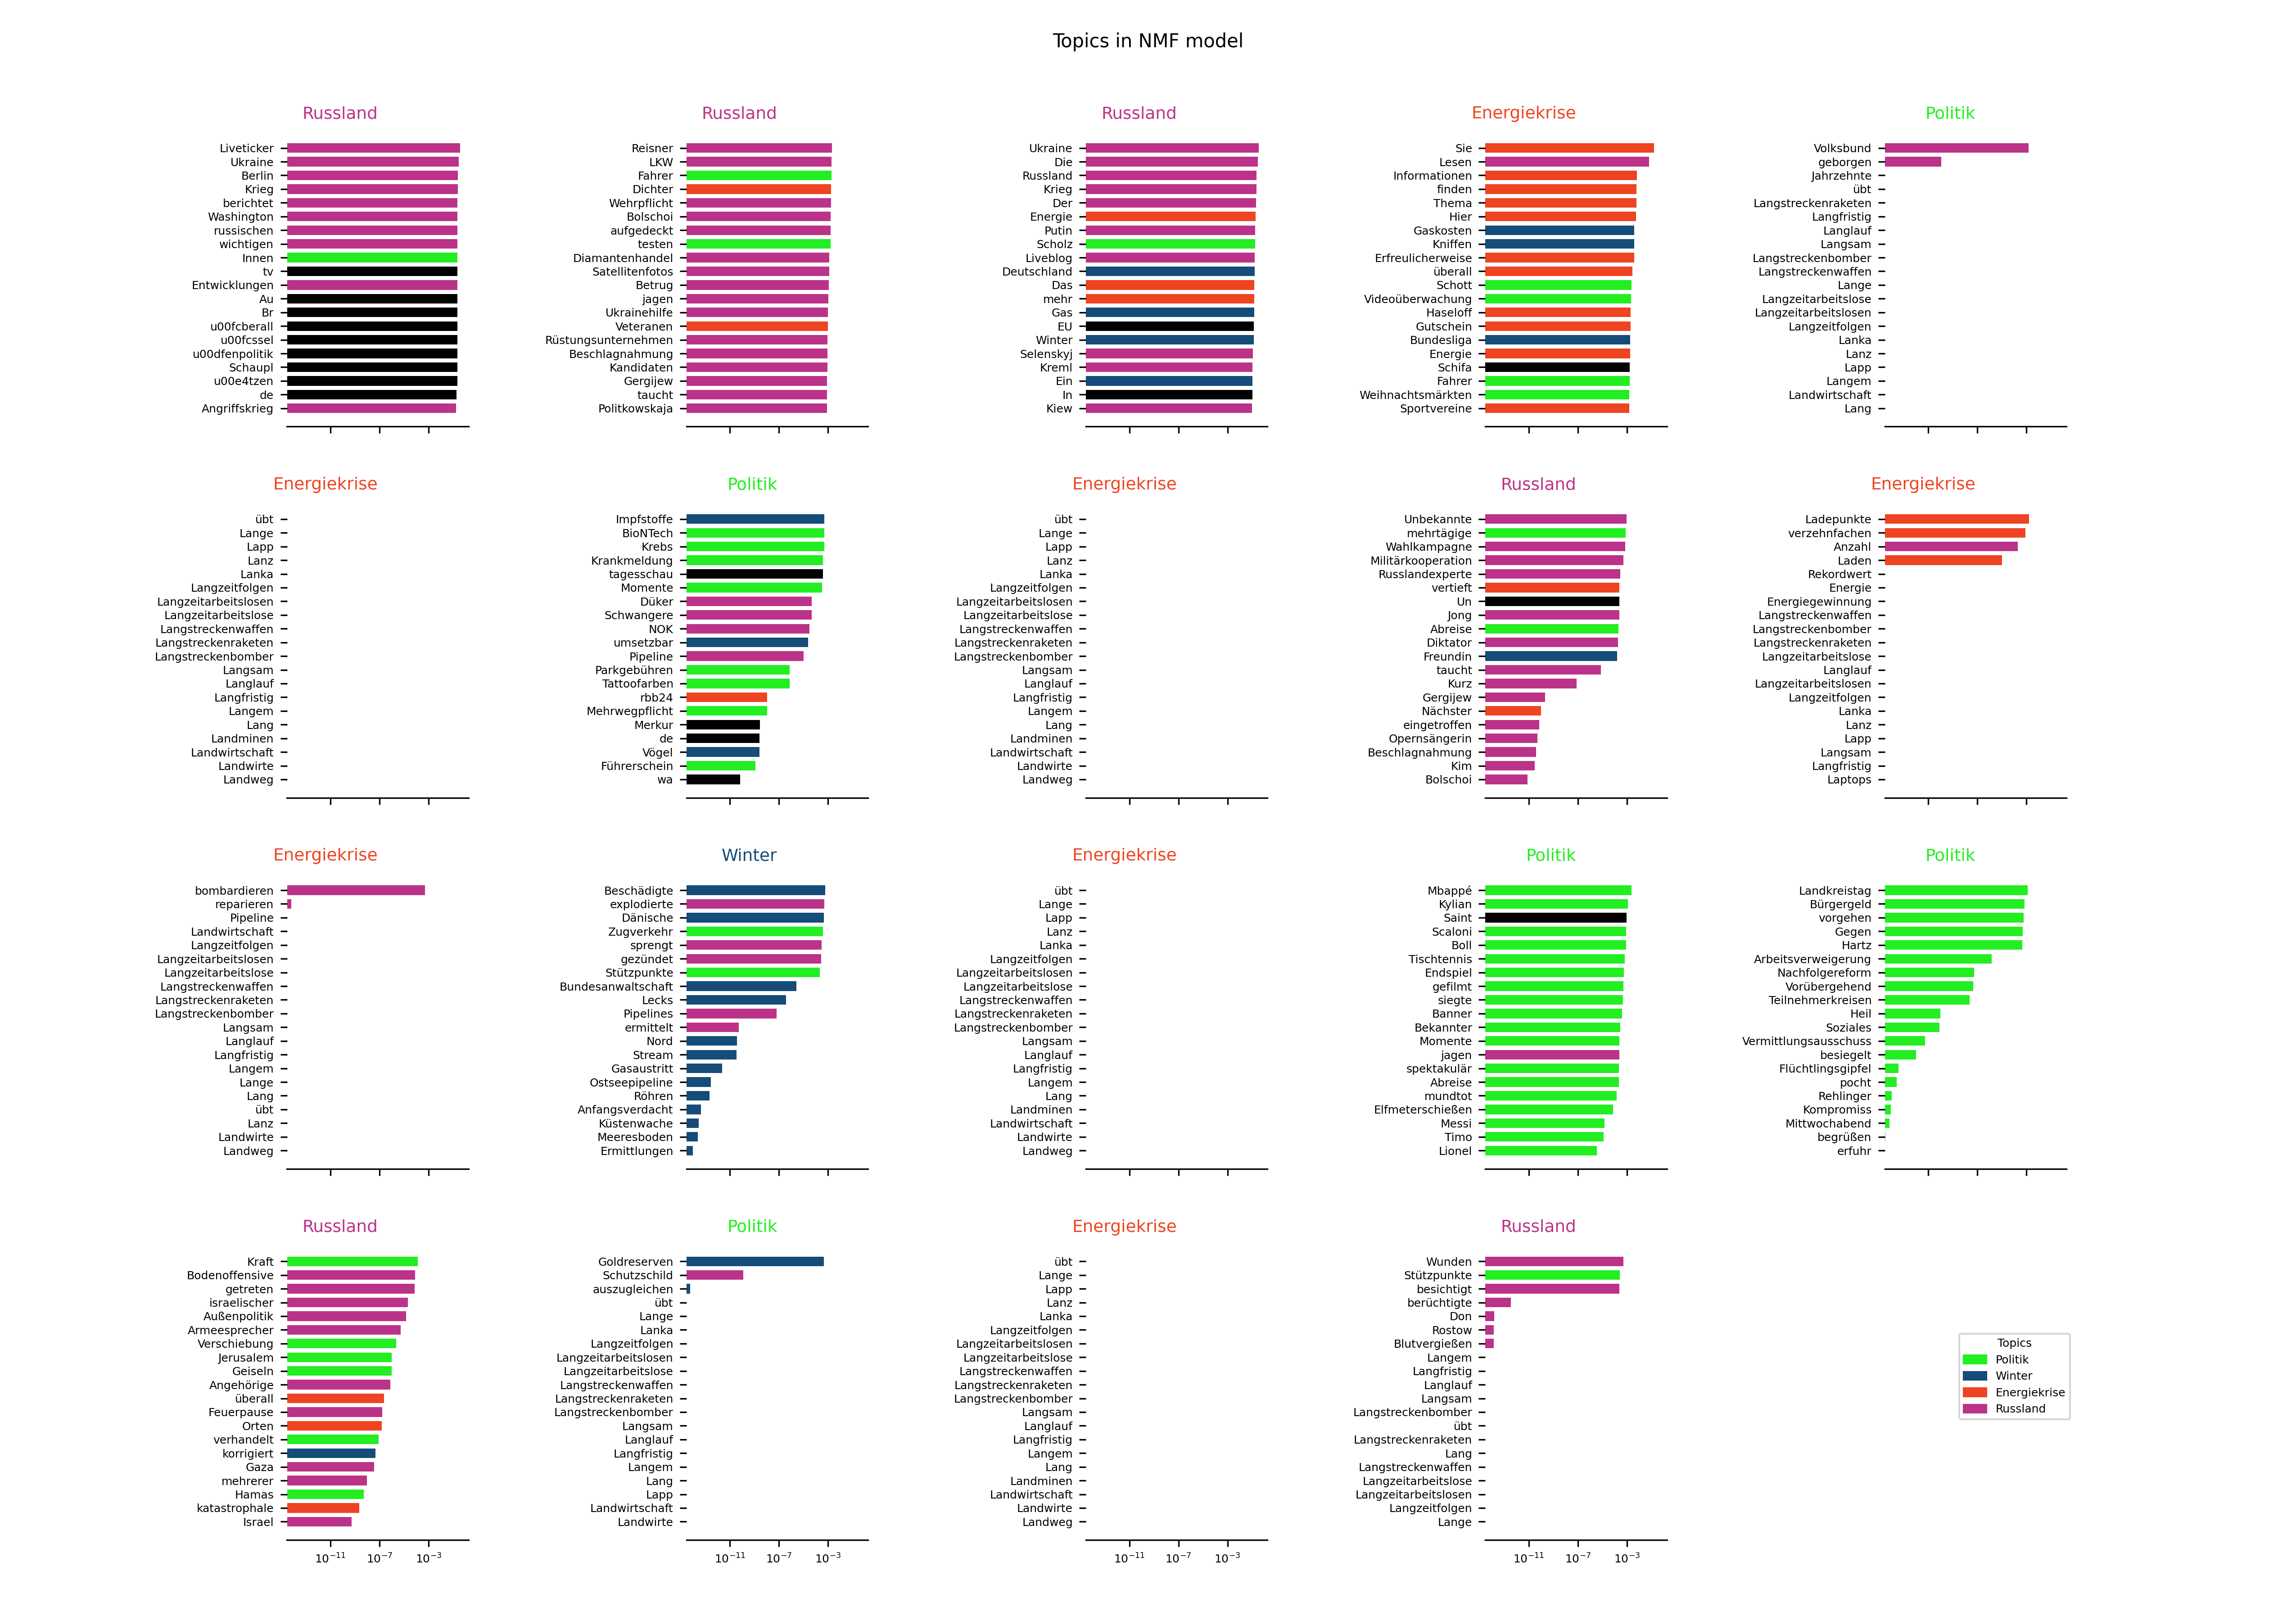 Topics in NMF model
Russland
Liveticker
Ukraine
Berlin
Krieg
berichtet
Washington
russischen
wichtigen
Innen
tv
Entwicklungen
Au
Br
u00fcberall
u00fcssel
u00dfenpolitik
Schaupl
u00e4tzen
de
Angriffskrieg
Russland
Reisner
LKW
Fahrer
Dichter
Wehrpflicht
Bolschoi
aufgedeckt
testen
Diamantenhandel
Satellitenfotos
Betrug
jagen
Ukrainehilfe
Veteranen
Rüstungsunternehmen
Beschlagnahmung
Kandidaten
Gergijew
taucht
Politkowskaja
Russland
Ukraine
Die
Russland
Krieg
Der
Energie
Putin
Scholz
Liveblog
Deutschland
Das
mehr
Gas
EU
Winter
Selenskyj
Kreml
Ein
In
Kiew
Energiekrise
Sie
Lesen
Informationen
finden
Thema
Hier
Gaskosten
Kniffen
Erfreulicherweise
überall
Schott
Videoüberwachung
Haseloff
Gutschein
Bundesliga
Energie
Schifa
Fahrer
Weihnachtsmärkten
Sportvereine
Politik
Volksbund
geborgen
Jahrzehnte
übt
Langstreckenraketen
Langfristig
Langlauf
Langsam
Langstreckenbomber
Langstreckenwaffen
Lange
Langzeitarbeitslose
Langzeitarbeitslosen
Langzeitfolgen
Lanka
Lanz
Lapp
Langem
Landwirtschaft
Lang
Energiekrise
übt
Lange
Lapp
Lanz
Lanka
Langzeitfolgen
Langzeitarbeitslosen
Langzeitarbeitslose
Langstreckenwaffen
Langstreckenraketen
Langstreckenbomber
Langsam
Langlauf
Langfristig
Langem
Lang
Landminen
Landwirtschaft
Landwirte
Landweg
Politik
Impfstoffe
BioNTech
Krebs
Krankmeldung
tagesschau
Momente
Düker
Schwangere
NOK
umsetzbar
Pipeline
Parkgebühren
Tattoofarben
rbb24
Mehrwegpflicht
Merkur
de
Vögel
Führerschein
wa
Energiekrise
übt
Lange
Lapp
Lanz
Lanka
Langzeitfolgen
Langzeitarbeitslosen
Langzeitarbeitslose
Langstreckenwaffen
Langstreckenraketen
Langstreckenbomber
Langsam
Langlauf
Langfristig
Langem
Lang
Landminen
Landwirtschaft
Landwirte
Landweg
Russland
Unbekannte
mehrtägige
Wahlkampagne
Militärkooperation
Russlandexperte
vertieft
Un
Jong
Abreise
Diktator
Freundin
taucht
Kurz
Gergijew
Nächster
eingetroffen
Opernsängerin
Beschlagnahmung
Kim
Bolschoi
Energiekrise
Ladepunkte
verzehnfachen
Anzahl
Laden
Rekordwert
Energie
Energiegewinnung
Langstreckenwaffen
Langstreckenbomber
Langstreckenraketen
Langzeitarbeitslose
Langlauf
Langzeitarbeitslosen
Langzeitfolgen
Lanka
Lanz
Lapp
Langsam
Langfristig
Laptops
Energiekrise
bombardieren
reparieren
Pipeline
Landwirtschaft
Langzeitfolgen
Langzeitarbeitslosen
Langzeitarbeitslose
Langstreckenwaffen
Langstreckenraketen
Langstreckenbomber
Langsam
Langlauf
Langfristig
Langem
Lange
Lang
übt
Lanz
Landwirte
Landweg
Winter
Beschädigte
explodierte
Dänische
Zugverkehr
sprengt
gezündet
Stützpunkte
Bundesanwaltschaft
Lecks
Pipelines
ermittelt
Nord
Stream
Gasaustritt
Ostseepipeline
Röhren
Anfangsverdacht
Küstenwache
Meeresboden
Ermittlungen
Energiekrise
übt
Lange
Lapp
Lanz
Lanka
Langzeitfolgen
Langzeitarbeitslosen
Langzeitarbeitslose
Langstreckenwaffen
Langstreckenraketen
Langstreckenbomber
Langsam
Langlauf
Langfristig
Langem
Lang
Landminen
Landwirtschaft
Landwirte
Landweg
Politik
Mbappé
Kylian
Saint
Scaloni
Boll
Tischtennis
Endspiel
gefilmt
siegte
Banner
Bekannter
Momente
jagen
spektakulär
Abreise
mundtot
Elfmeterschießen
Messi
Timo
Lionel
Politik
Landkreistag
Bürgergeld
vorgehen
Gegen
Hartz
Arbeitsverweigerung
Nachfolgereform
Vorübergehend
Teilnehmerkreisen
Heil
Soziales
Vermittlungsausschuss
besiegelt
Flüchtlingsgipfel
pocht
Rehlinger
Kompromiss
Mittwochabend
begrüßen
erfuhr
Russland
Kraft
Bodenoffensive
getreten
israelischer
Außenpolitik
Armeesprecher
Verschiebung
Jerusalem
Geiseln
Angehörige
überall
Feuerpause
Orten
verhandelt
korrigiert
Gaza
mehrerer
Hamas
katastrophale
Israel
10⁻¹¹ 10⁻⁷ 10⁻³
Politik
Goldreserven
Schutzschild
auszugleichen
übt
Lange
Lanka
Langzeitfolgen
Langzeitarbeitslosen
Langzeitarbeitslose
Langstreckenwaffen
Langstreckenraketen
Langstreckenbomber
Langsam
Langlauf
Langfristig
Langem
Lang
Lapp
Landwirtschaft
Landwirte
10⁻¹¹ 10⁻⁷ 10⁻³
Energiekrise
übt
Lange
Lapp
Lanz
Lanka
Langzeitfolgen
Langzeitarbeitslosen
Langzeitarbeitslose
Langstreckenwaffen
Langstreckenraketen
Langstreckenbomber
Langsam
Langlauf
Langfristig
Langem
Lang
Landminen
Landwirtschaft
Landwirte
Landweg
10⁻¹¹ 10⁻⁷ 10⁻³
Russland
Wunden
Stützpunkte
besichtigt
berüchtigte
Don
Rostow
Blutvergießen
Langem
Langfristig
Langlauf
Langsam
Langstreckenbomber
übt
Langstreckenraketen
Lang
Langstreckenwaffen
Langzeitarbeitslose
Langzeitarbeitslosen
Langzeitfolgen
Lange
10⁻¹¹ 10⁻⁷ 10⁻³
Topics
Politik
Winter
Energiekrise
Russland